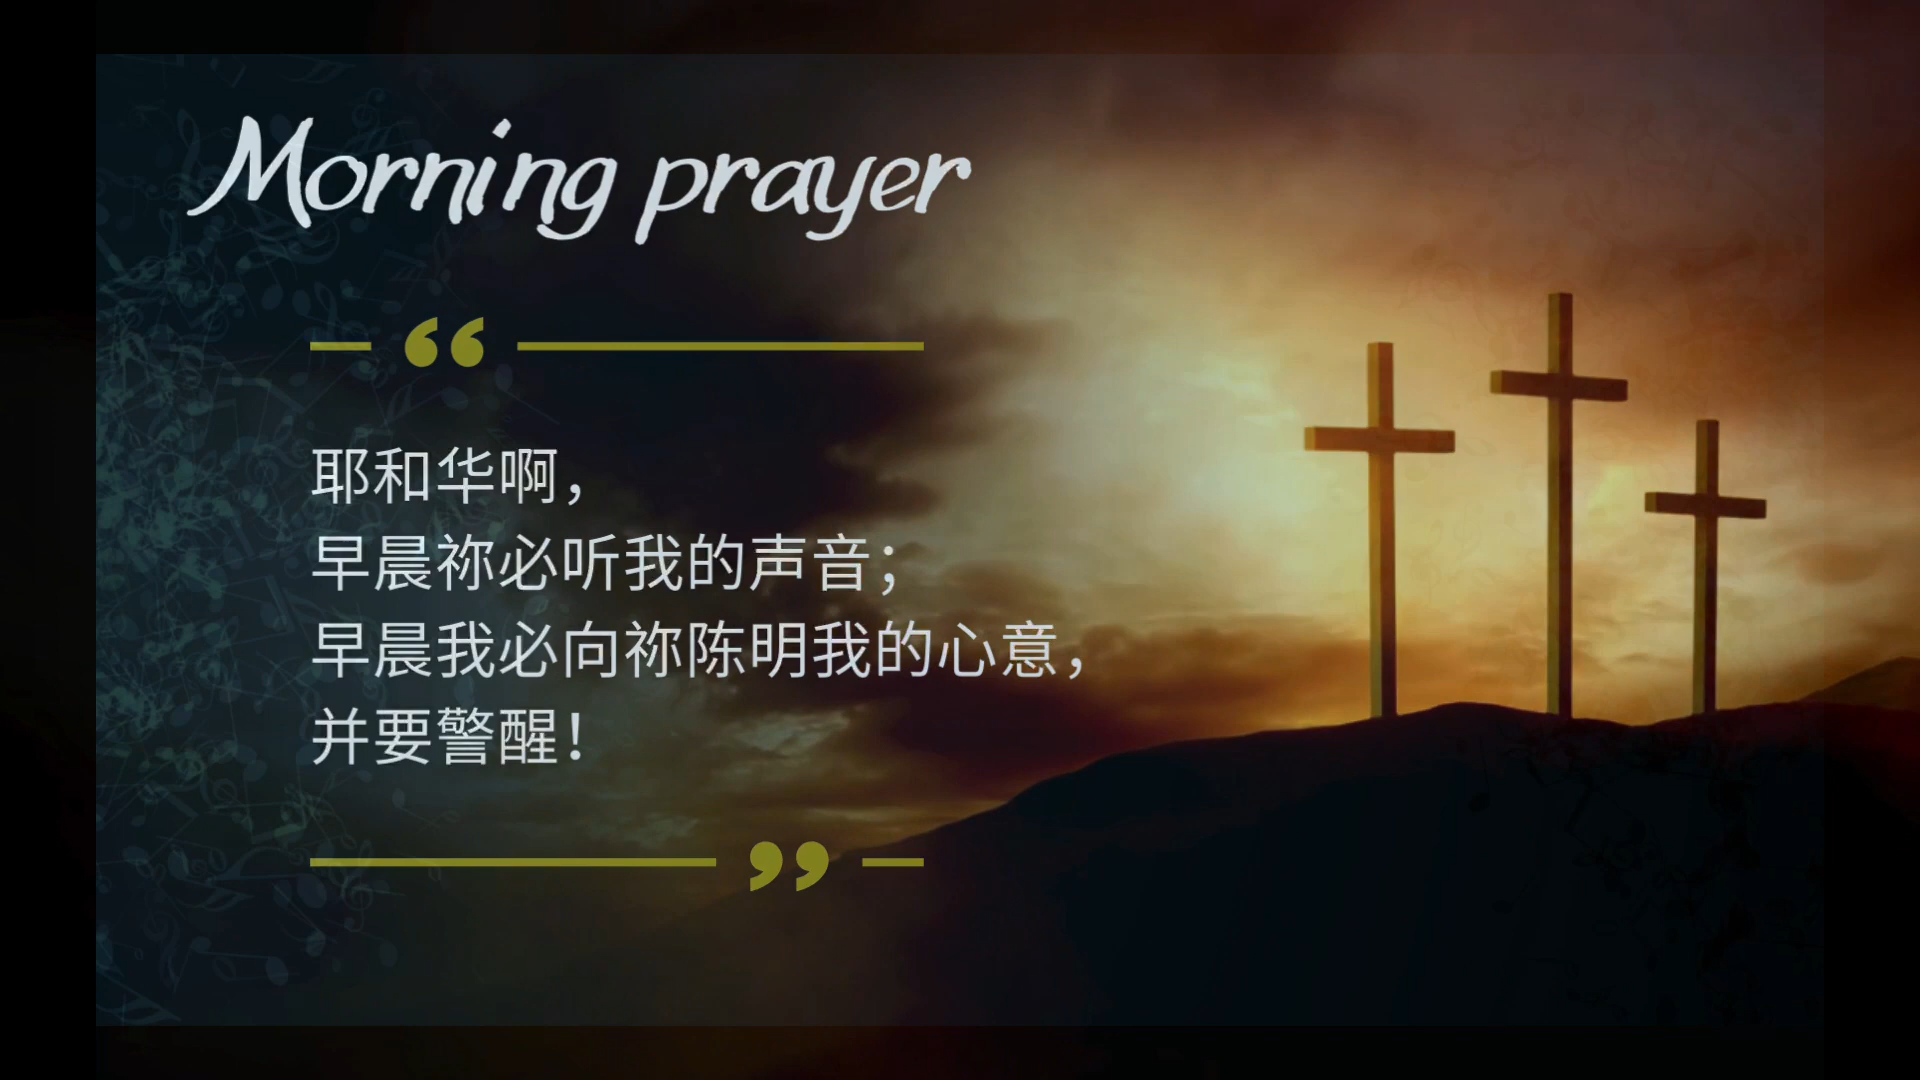 Morning prayer
“
耶和华啊，
早晨祢必听我的声音；
早晨我必向祢陈明我的心意，
并要警醒！
”